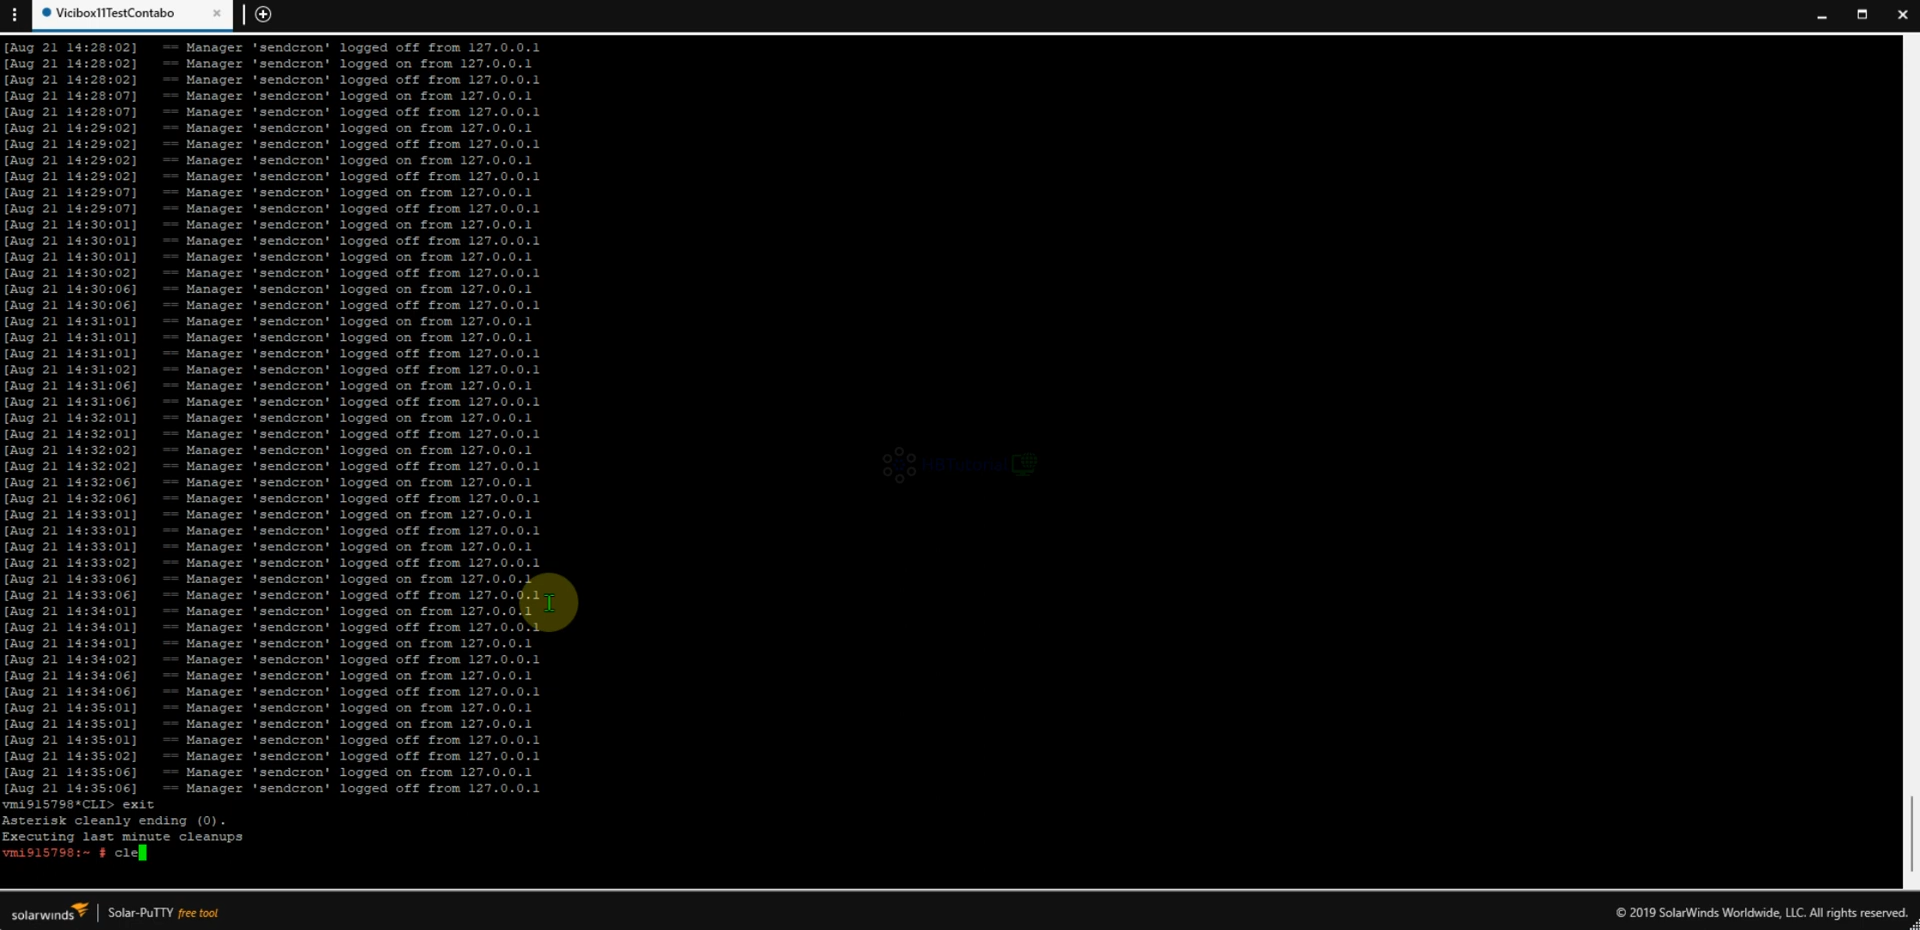 Vicibox11TestContabo
[Aug 21 14:28:02]   == Manager 'sendcron' logged off from 127.0.0.1
[Aug 21 14:28:02]   == Manager 'sendcron' logged on from 127.0.0.1
[Aug 21 14:28:02]   == Manager 'sendcron' logged off from 127.0.0.1
[Aug 21 14:28:07]   == Manager 'sendcron' logged on from 127.0.0.1
[Aug 21 14:28:07]   == Manager 'sendcron' logged off from 127.0.0.1
[Aug 21 14:29:02]   == Manager 'sendcron' logged on from 127.0.0.1
[Aug 21 14:29:02]   == Manager 'sendcron' logged off from 127.0.0.1
[Aug 21 14:29:02]   == Manager 'sendcron' logged on from 127.0.0.1
[Aug 21 14:29:02]   == Manager 'sendcron' logged off from 127.0.0.1
[Aug 21 14:29:07]   == Manager 'sendcron' logged on from 127.0.0.1
[Aug 21 14:29:07]   == Manager 'sendcron' logged off from 127.0.0.1
[Aug 21 14:30:01]   == Manager 'sendcron' logged on from 127.0.0.1
[Aug 21 14:30:01]   == Manager 'sendcron' logged off from 127.0.0.1
[Aug 21 14:30:01]   == Manager 'sendcron' logged on from 127.0.0.1
[Aug 21 14:30:02]   == Manager 'sendcron' logged off from 127.0.0.1
[Aug 21 14:30:06]   == Manager 'sendcron' logged on from 127.0.0.1
[Aug 21 14:30:06]   == Manager 'sendcron' logged off from 127.0.0.1
[Aug 21 14:31:01]   == Manager 'sendcron' logged on from 127.0.0.1
[Aug 21 14:31:01]   == Manager 'sendcron' logged on from 127.0.0.1
[Aug 21 14:31:01]   == Manager 'sendcron' logged off from 127.0.0.1
[Aug 21 14:31:02]   == Manager 'sendcron' logged off from 127.0.0.1
[Aug 21 14:31:06]   == Manager 'sendcron' logged on from 127.0.0.1
[Aug 21 14:31:06]   == Manager 'sendcron' logged off from 127.0.0.1
[Aug 21 14:32:01]   == Manager 'sendcron' logged on from 127.0.0.1
[Aug 21 14:32:01]   == Manager 'sendcron' logged off from 127.0.0.1
[Aug 21 14:32:02]   == Manager 'sendcron' logged on from 127.0.0.1
[Aug 21 14:32:02]   == Manager 'sendcron' logged off from 127.0.0.1
[Aug 21 14:32:06]   == Manager 'sendcron' logged on from 127.0.0.1
[Aug 21 14:32:06]   == Manager 'sendcron' logged off from 127.0.0.1
[Aug 21 14:33:01]   == Manager 'sendcron' logged on from 127.0.0.1
[Aug 21 14:33:01]   == Manager 'sendcron' logged off from 127.0.0.1
[Aug 21 14:33:01]   == Manager 'sendcron' logged on from 127.0.0.1
[Aug 21 14:33:02]   == Manager 'sendcron' logged off from 127.0.0.1
[Aug 21 14:33:06]   == Manager 'sendcron' logged on from 127.0.0.1
[Aug 21 14:33:06]   == Manager 'sendcron' logged off from 127.0.0.1
[Aug 21 14:34:01]   == Manager 'sendcron' logged on from 127.0.0.1
[Aug 21 14:34:01]   == Manager 'sendcron' logged off from 127.0.0.1
[Aug 21 14:34:01]   == Manager 'sendcron' logged on from 127.0.0.1
[Aug 21 14:34:02]   == Manager 'sendcron' logged off from 127.0.0.1
[Aug 21 14:34:06]   == Manager 'sendcron' logged on from 127.0.0.1
[Aug 21 14:34:06]   == Manager 'sendcron' logged off from 127.0.0.1
[Aug 21 14:35:01]   == Manager 'sendcron' logged on from 127.0.0.1
[Aug 21 14:35:01]   == Manager 'sendcron' logged on from 127.0.0.1
[Aug 21 14:35:01]   == Manager 'sendcron' logged off from 127.0.0.1
[Aug 21 14:35:02]   == Manager 'sendcron' logged off from 127.0.0.1
[Aug 21 14:35:06]   == Manager 'sendcron' logged on from 127.0.0.1
[Aug 21 14:35:06]   == Manager 'sendcron' logged off from 127.0.0.1
vmi915798*CLI> exit
Asterisk cleanly ending (0).
Executing last minute cleanups
vmi915798:~ # cle
solarwinds | Solar-PuTTY free tool
© 2019 SolarWinds Worldwide, LLC. All rights reserved.